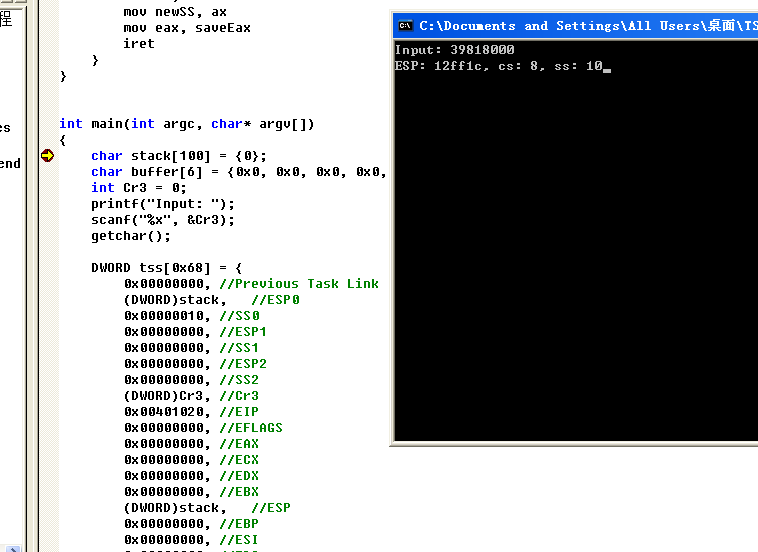 程
es
end
mov newSS, ax
mov eax, saveEax
iret
}
}
int main(int argc, char* argv[])
{
char stack[100] = {0};
char buffer[6] = {0x0, 0x0, 0x0, 0x0,
int Cr3 = 0;
printf("Input: ");
scanf("%x", &Cr3);
getchar();
DWORD tss[0x68] = {
0x00000000, //Previous Task Link
(DWORD)stack, //ESP0
0x00000010, //SS0
0x00000000, //ESP1
0x00000000, //SS1
0x00000000, //ESP2
0x00000000, //SS2
(DWORD)Cr3, //Cr3
0x00401020, //EIP
0x00000000, //EFLAGS
0x00000000, //EAX
0x00000000, //ECX
0x00000000, //EDX
0x00000000, //EBX
(DWORD)stack, //ESP
0x00000000, //EBP
0x00000000, //ESI
C:\Documents and Settings\All Users\桌面\TS
Input: 39818000
ESP: 12ff1c, cs: 8, ss: 10